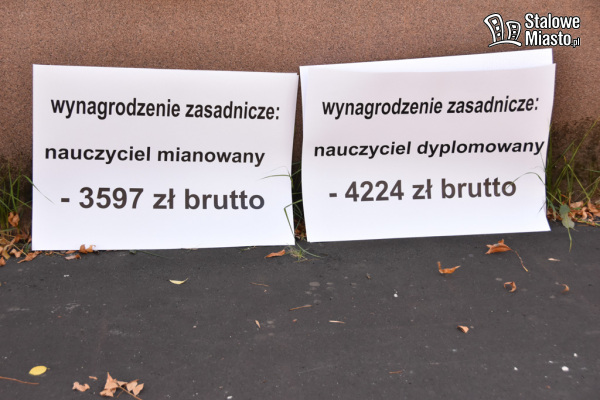 Stalowe
Miasto.pl
wynagrodzenie zasadnicze:
nauczyciel mianowany
- 3597 zł brutto
wynagrodzenie zasadnicze:
nauczyciel dyplomowany
- 4224 zł brutto